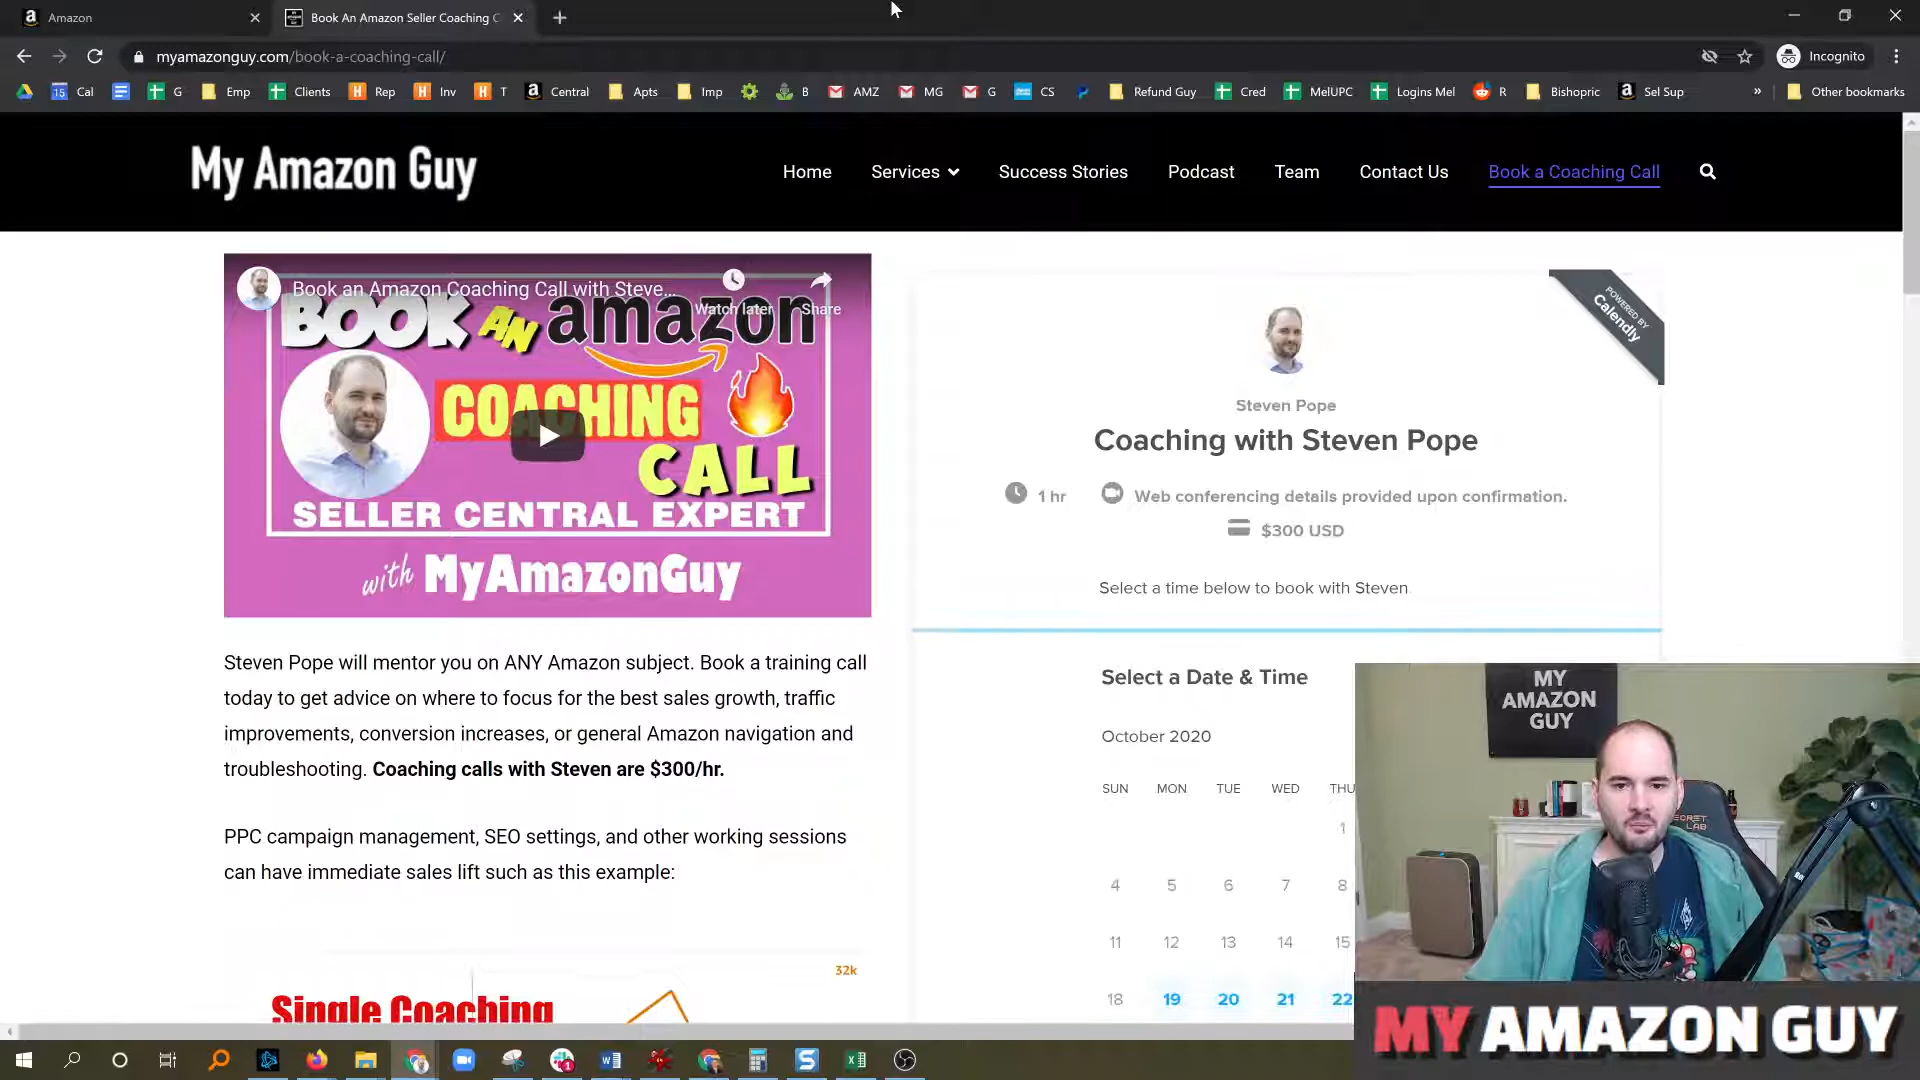 Amazon
Book An Amazon Seller Coaching C
myamazonguy.com/book-a-coaching-call/
Incognito
15 Cal G Emp Clients Rep Inv T Central Apts Imp B AMZ MG G CS Refund Guy Cred MelUPC Logins Mel R Bishopric Sel Sup » Other bookmarks
My Amazon Guy
Home Services Success Stories Podcast Team Contact Us Book a Coaching Call
Book an Amazon Coaching Call with Steve...
Watch later Share
BOOK AN amazon
COACHING
CALL
SELLER CENTRAL EXPERT
with MyAmazonGuy
POWERED BY
Calendly
Steven Pope
Coaching with Steven Pope
1 hr Web conferencing details provided upon confirmation.
$300 USD
Select a time below to book with Steven
Steven Pope will mentor you on ANY Amazon subject. Book a training call
today to get advice on where to focus for the best sales growth, traffic
improvements, conversion increases, or general Amazon navigation and
troubleshooting. Coaching calls with Steven are $300/hr.
PPC campaign management, SEO settings, and other working sessions
can have immediate sales lift such as this example:
32k
Single Coaching
Select a Date & Time
October 2020
SUN MON TUE WED THU
1
4 5 6 7 8
11 12 13 14 15
18 19 20 21 22
MY
AMAZON
GUY
SECRET
LAB
MY AMAZON GUY